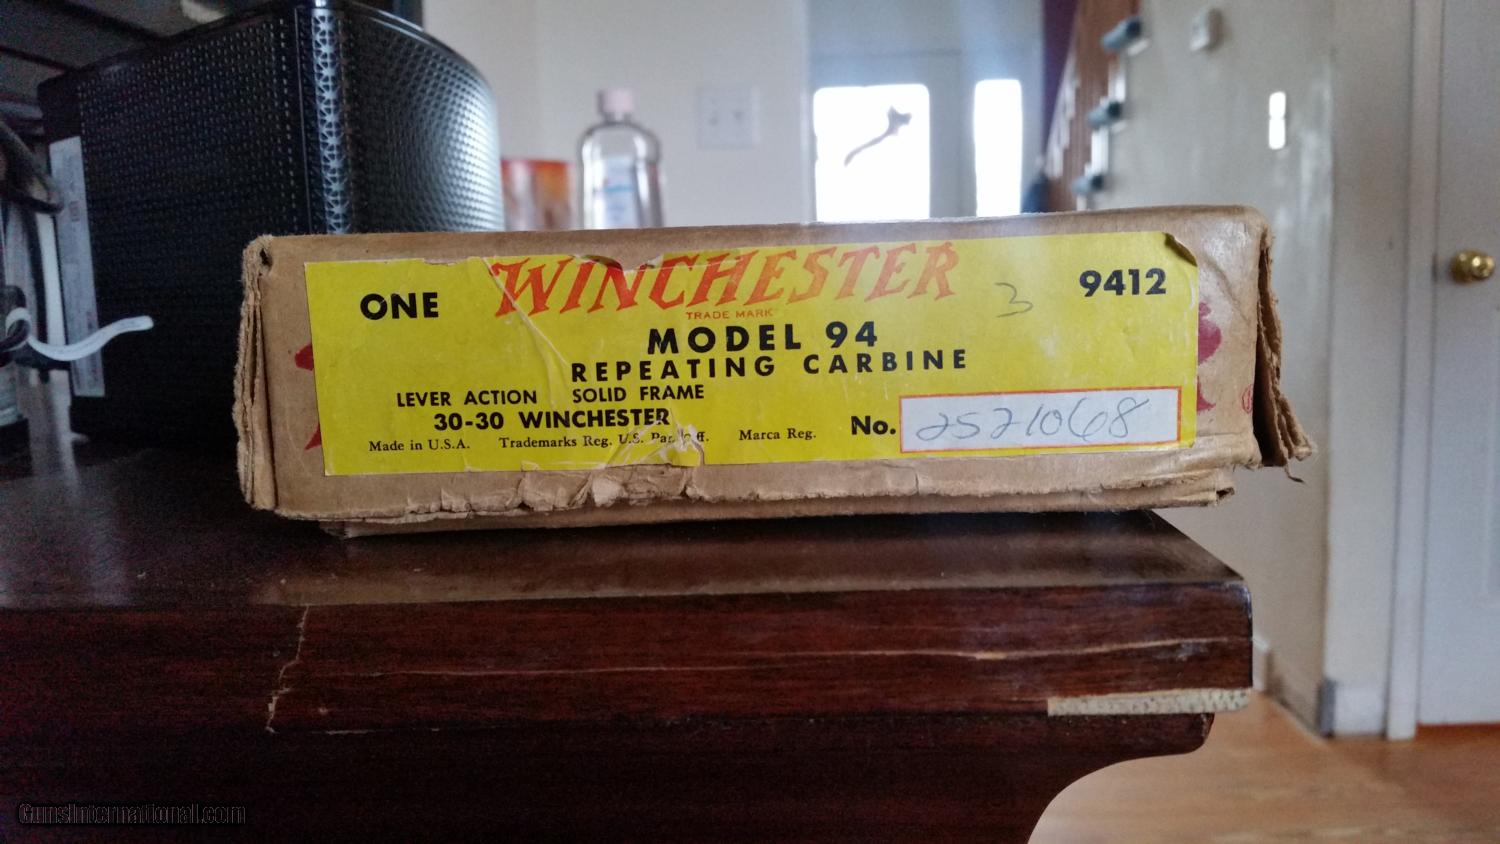 ONE WINCHESTER 3 9412
TRADE MARK
MODEL 94
REPEATING CARBINE
LEVER ACTION SOLID FRAME
30-30 WINCHESTER
No. 2521068
Made in U.S.A. Trademarks Reg. U.S. Pat. Off. Marca Reg.
GunsInternational.com